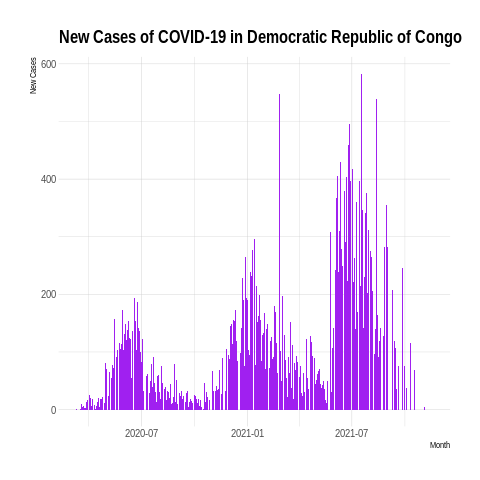 New Cases of COVID-19 in Democratic Republic of Congo
New Cases
600
400
200
0
2020-07
2021-01
2021-07
Month